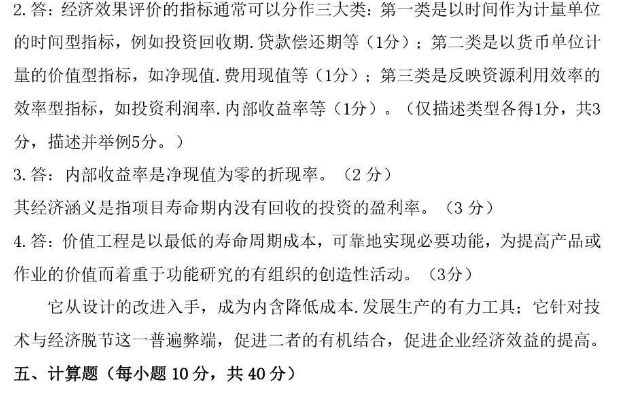 2.答：经济效果评价的指标通常可以分作三大类：第一类是以时间作为计量单位
的时间型指标，例如投资回收期.贷款偿还期等（1分）；第二类是以货币单位计
量的价值型指标，如净现值.费用现值等（1分）；第三类是反映资源利用效率的
效率型指标，如投资利润率.内部收益率等（1分）。（仅描述类型各得1分，共3
分，描述并举例5分。）
3.答：内部收益率是净现值为零的折现率。（2 分）
其经济涵义是指项目寿命期内没有回收的投资的盈利率。（3 分）
4.答：价值工程是以最低的寿命周期成本，可靠地实现必要功能，为提高产品或
作业的价值而着重于功能研究的有组织的创造性活动。（3分）
它从设计的改进入手，成为内含降低成本.发展生产的有力工具；它针对技
术与经济脱节这一普遍弊端，促进二者的有机结合，促进企业经济效益的提高。
五、计算题（每小题 10 分，共 40 分）